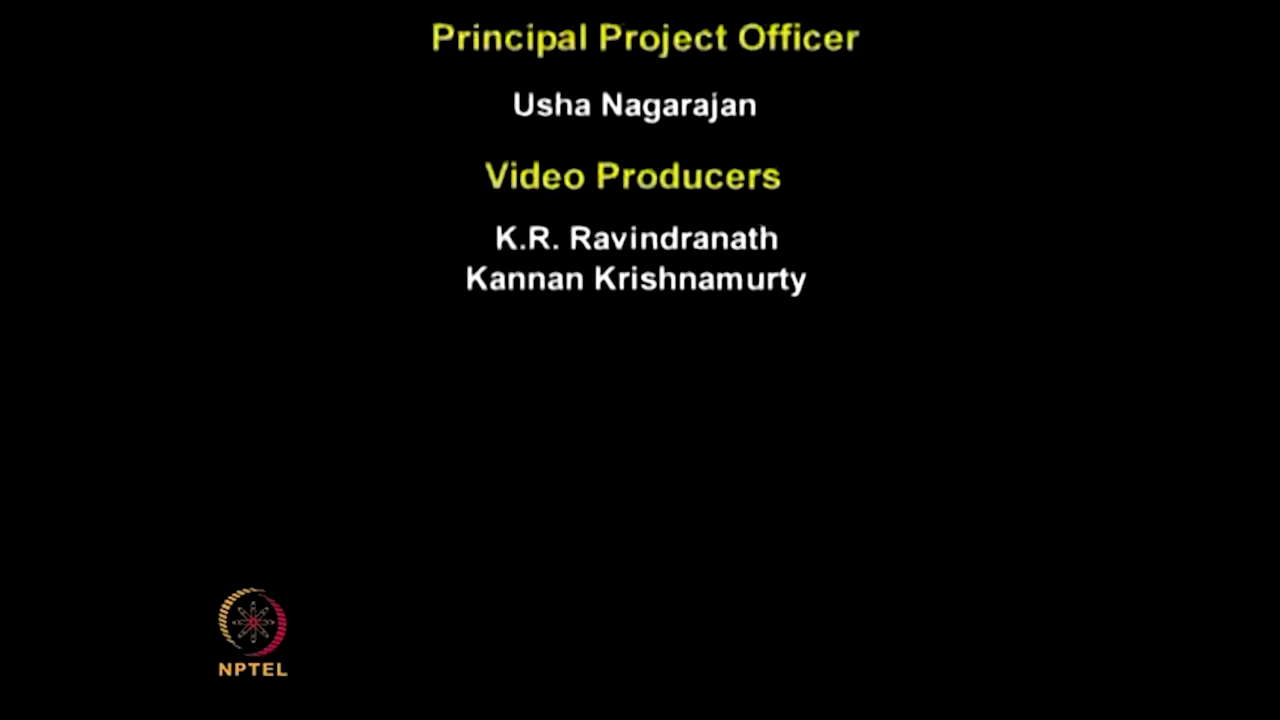 Principal Project Officer
Usha Nagarajan
Video Producers
K.R. Ravindranath
Kannan Krishnamurty
NPTEL